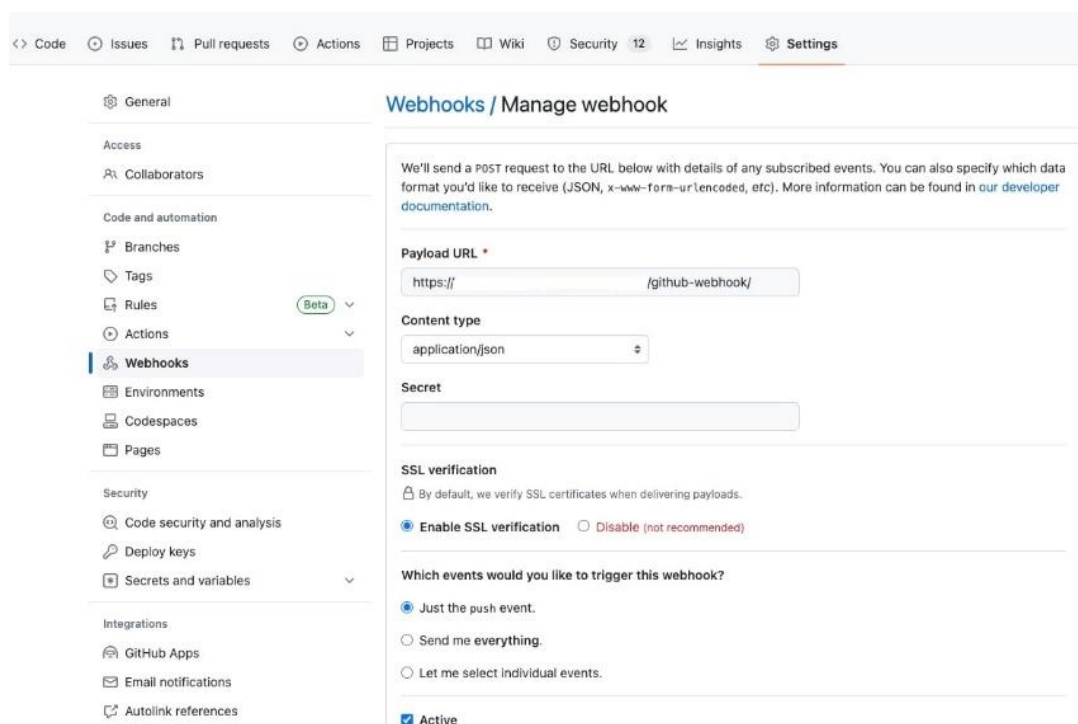 Code Issues Pull requests Actions Projects Wiki Security 12 Insights Settings
General
Access
Collaborators
Code and automation
Branches
Tags
Rules Beta
Actions
Webhooks
Environments
Codespaces
Pages
Security
Code security and analysis
Deploy keys
Secrets and variables
Integrations
GitHub Apps
Email notifications
Autolink references
Webhooks / Manage webhook
We'll send a POST request to the URL below with details of any subscribed events. You can also specify which data
format you'd like to receive (JSON, x-www-form-urlencoded, etc). More information can be found in our developer
documentation.
Payload URL *
https:// /github-webhook/
Content type
application/json
Secret
SSL verification
By default, we verify SSL certificates when delivering payloads.
Enable SSL verification Disable (not recommended)
Which events would you like to trigger this webhook?
Just the push event.
Send me everything.
Let me select individual events.
Active